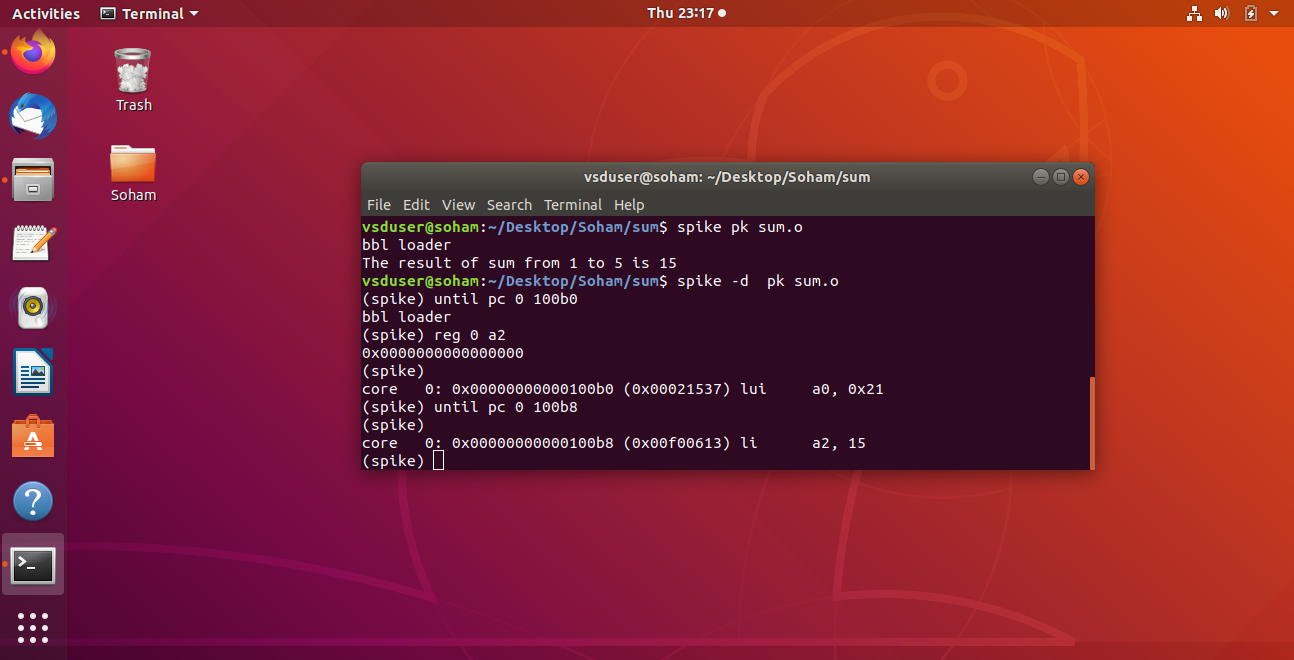 Activities Terminal Thu 23:17
Trash
Soham
vsduser@soham: ~/Desktop/Soham/sum
File Edit View Search Terminal Help
vsduser@soham:~/Desktop/Soham/sum$ spike pk sum.o
bbl loader
The result of sum from 1 to 5 is 15
vsduser@soham:~/Desktop/Soham/sum$ spike -d  pk sum.o
(spike) until pc 0 100b0
bbl loader
(spike) reg 0 a2
0x0000000000000000
(spike)
core   0: 0x00000000000100b0 (0x00021537) lui     a0, 0x21
(spike) until pc 0 100b8
(spike)
core   0: 0x00000000000100b8 (0x00f00613) li      a2, 15
(spike)